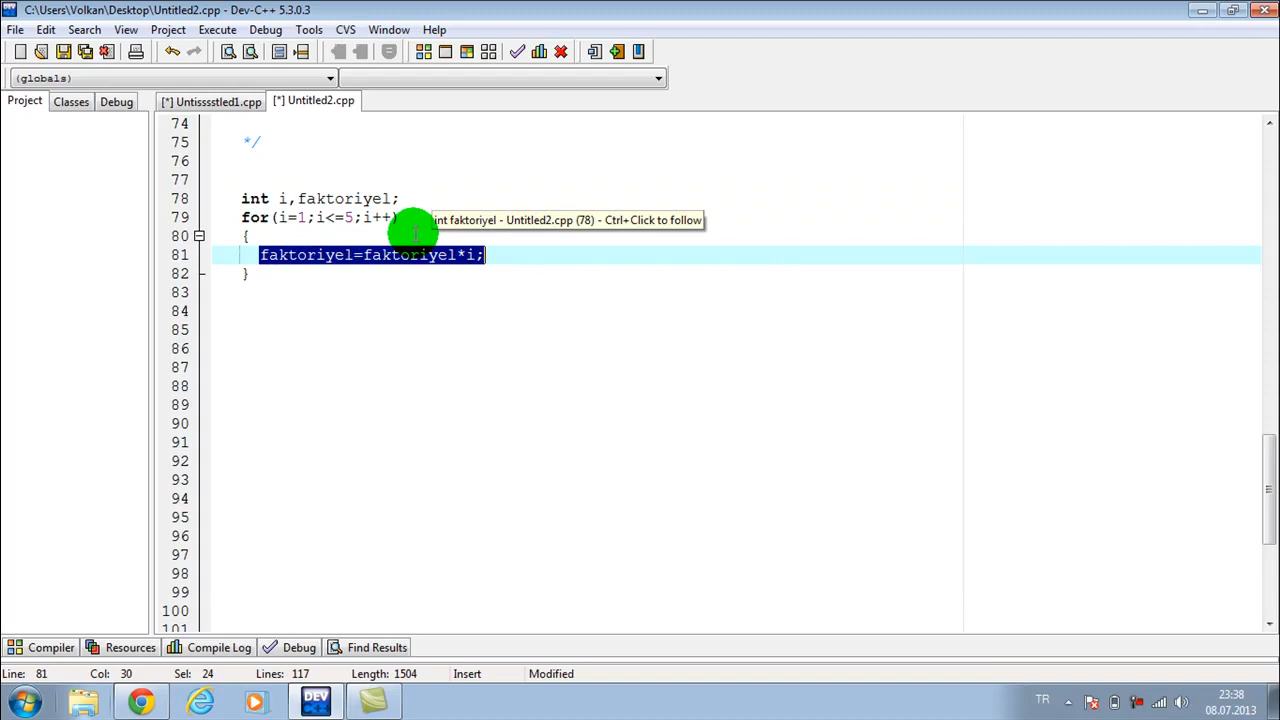 C:\Users\Volkan\Desktop\Untitled2.cpp - Dev-C++ 5.3.0.3
File Edit Search View Project Execute Debug Tools CVS Window Help
(globals)
Project Classes Debug [*] Untisssstled1.cpp [*] Untitled2.cpp
74
75 */
76
77
78 int i,faktoriyel;
79 for(i=1;i<=5;i++)
int faktoriyel - Untitled2.cpp (78) - Ctrl+Click to follow
80 {
81 faktoriyel=faktoriyel*i;
82 }
83
84
85
86
87
88
89
90
91
92
93
94
95
96
97
98
99
100
101
Compiler Resources Compile Log Debug Find Results
Line: 81 Col: 30 Sel: 24 Lines: 117 Length: 1504 Insert Modified
DEV
TR
23:38
08.07.2013